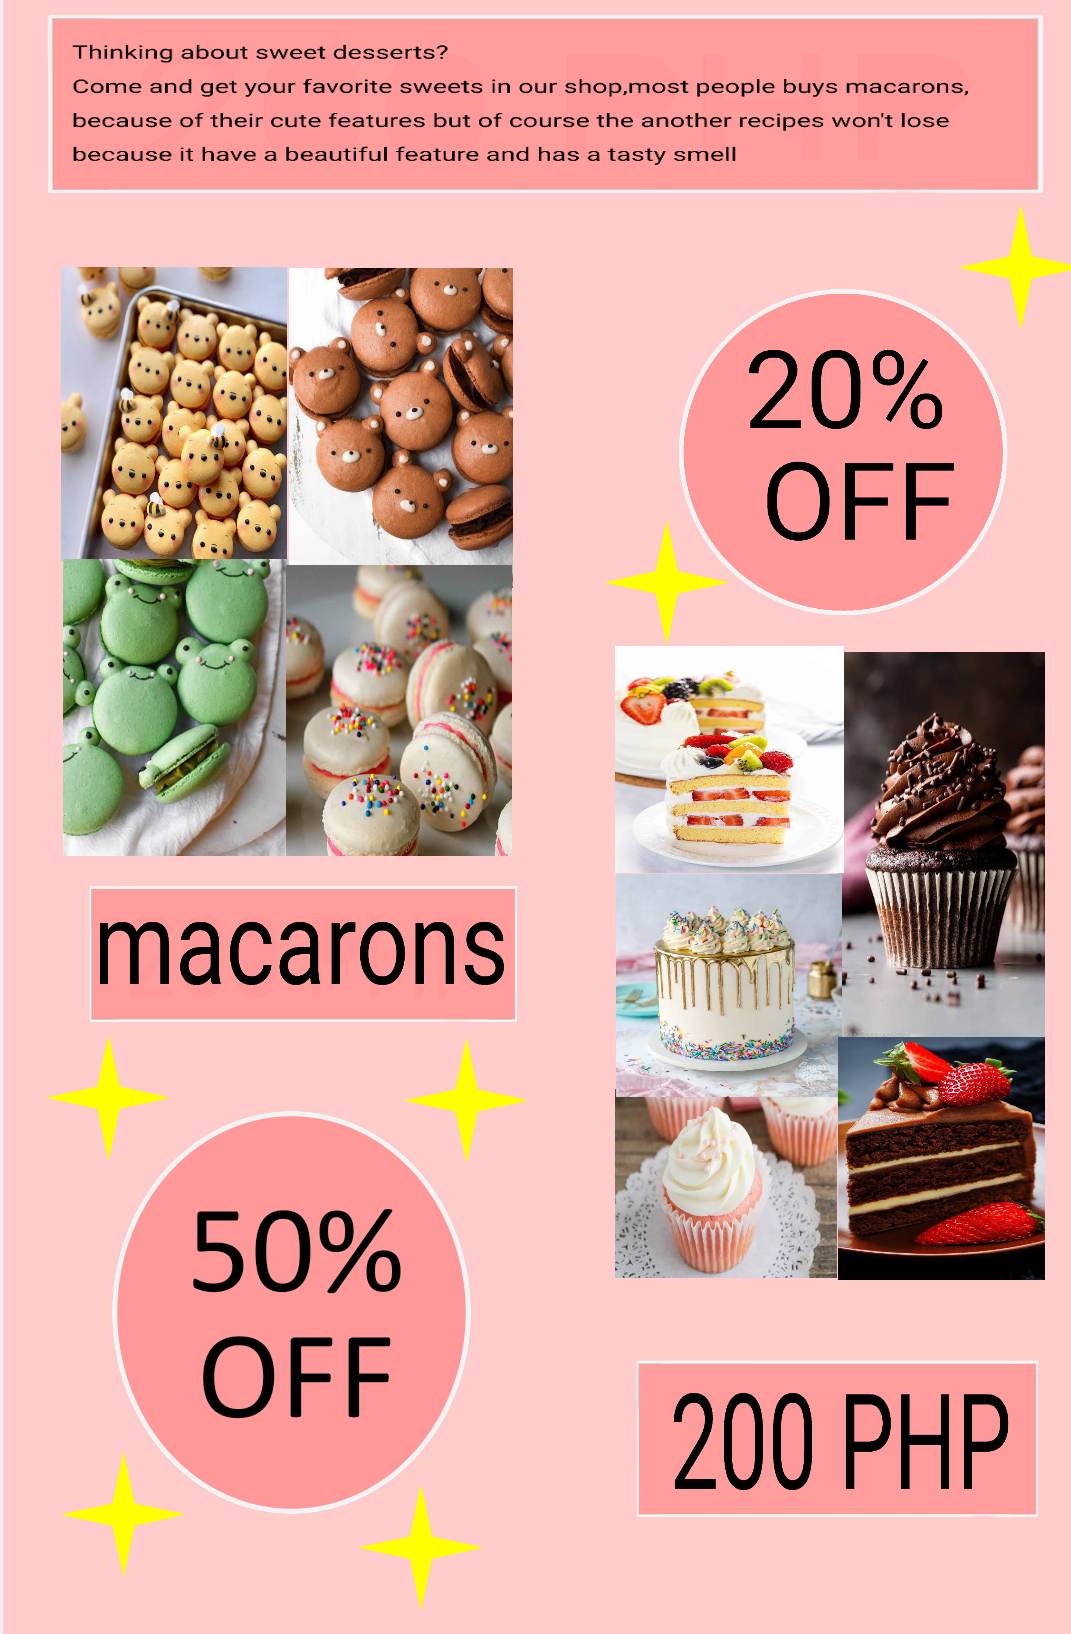 Thinking about sweet desserts?
Come and get your favorite sweets in our shop,most people buys macarons,
because of their cute features but of course the another recipes won't lose
because it have a beautiful feature and has a tasty smell
20%
OFF
macarons
50%
OFF
200 PHP